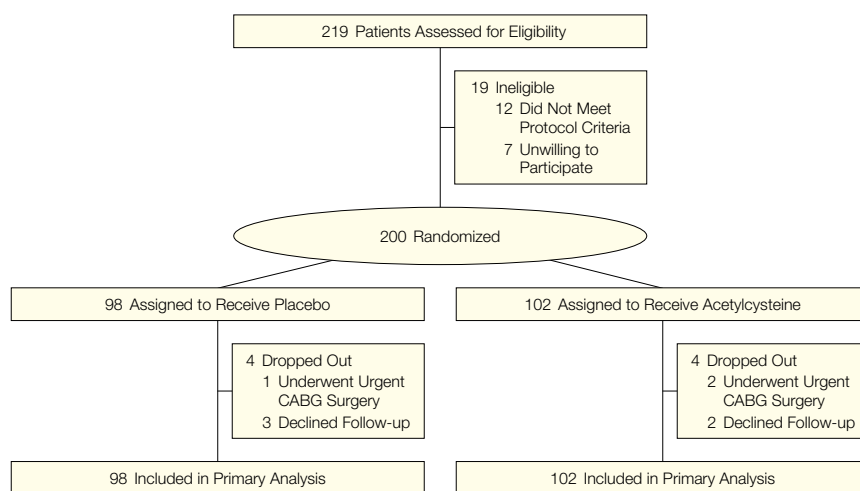 219 Patients Assessed for Eligibility
19 Ineligible
12 Did Not Meet
Protocol Criteria
7 Unwilling to
Participate
200 Randomized
98 Assigned to Receive Placebo
102 Assigned to Receive Acetylcysteine
4 Dropped Out
1 Underwent Urgent
CABG Surgery
3 Declined Follow-up
4 Dropped Out
2 Underwent Urgent
CABG Surgery
2 Declined Follow-up
98 Included in Primary Analysis
102 Included in Primary Analysis